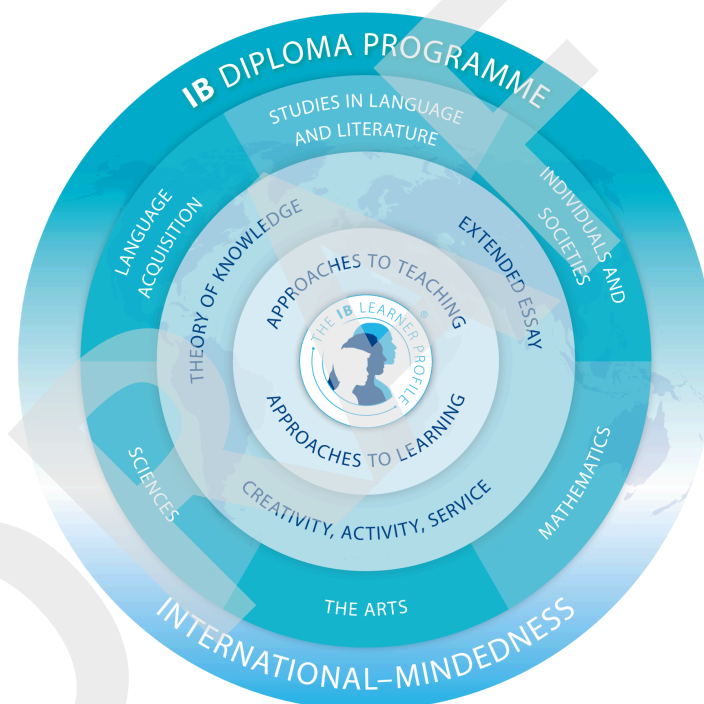 IB DIPLOMA PROGRAMME
STUDIES IN LANGUAGE
AND LITERATURE
LANGUAGE
ACQUISITION
INDIVIDUALS AND
SOCIETIES
THEORY OF KNOWLEDGE
EXTENDED ESSAY
APPROACHES TO TEACHING
THE IB LEARNER PROFILE
®
APPROACHES TO LEARNING
CREATIVITY, ACTIVITY, SERVICE
SCIENCES
MATHEMATICS
THE ARTS
INTERNATIONAL–MINDEDNESS